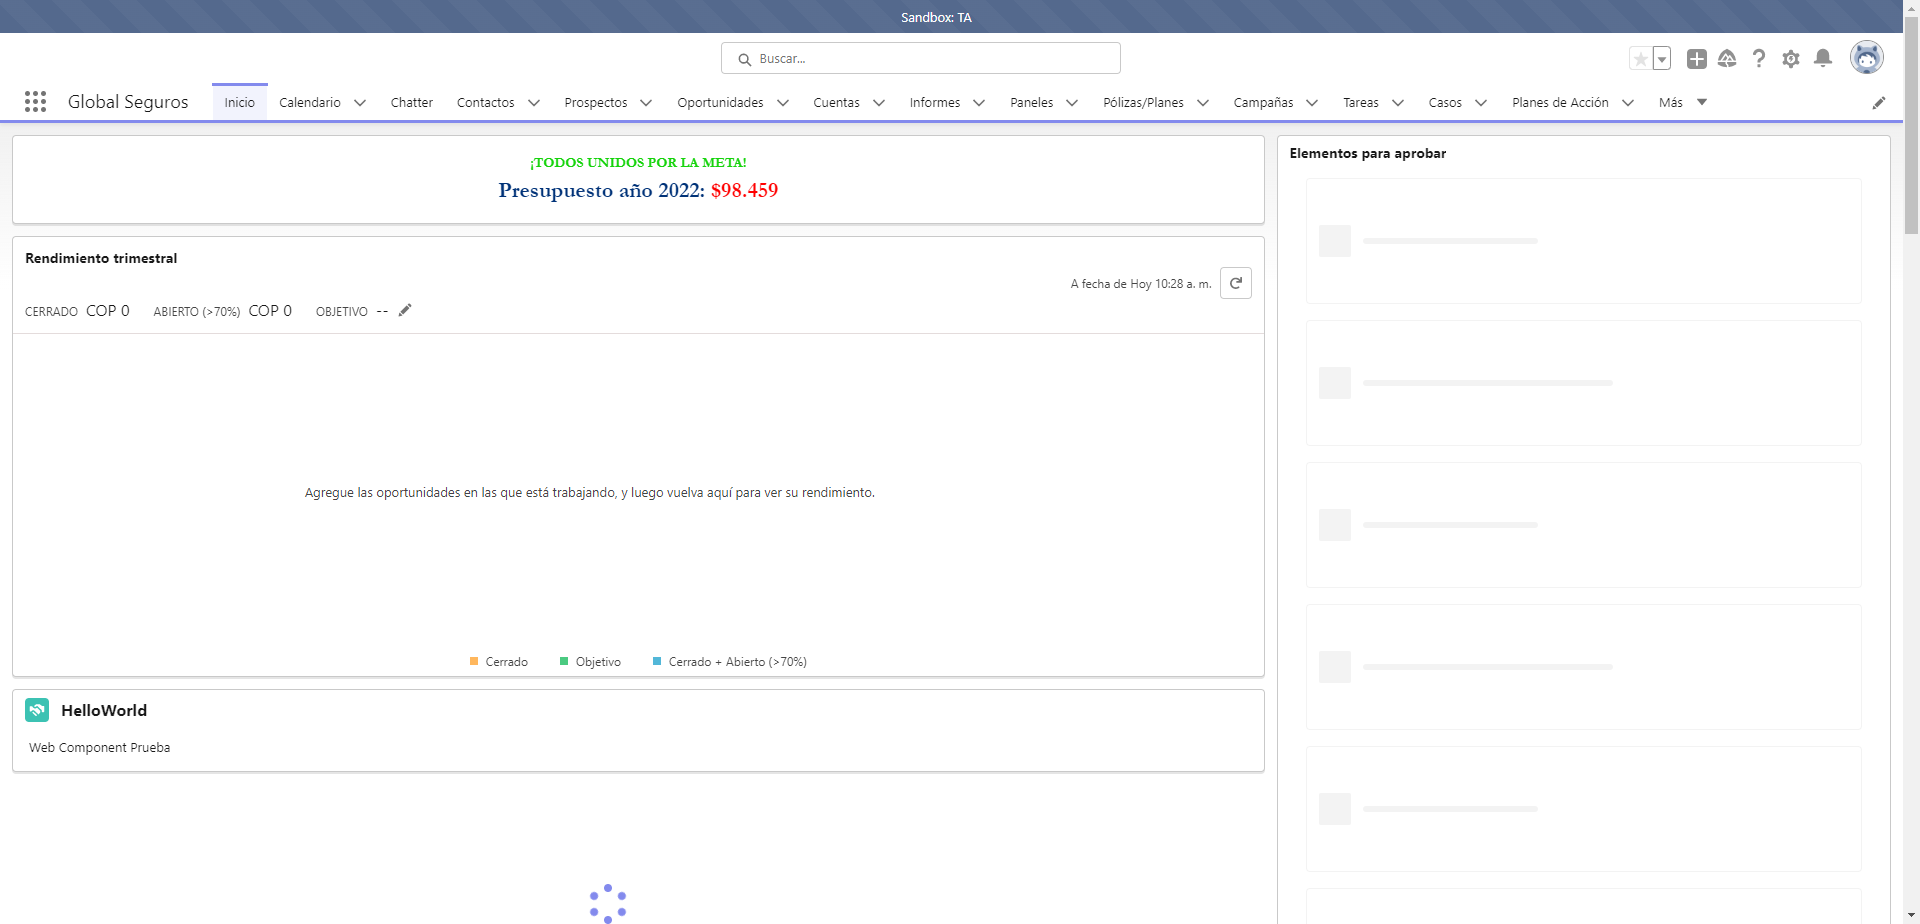 Sandbox: TA
Buscar...
Global Seguros
Inicio
Calendario
Chatter
Contactos
Prospectos
Oportunidades
Cuentas
Informes
Paneles
Pólizas/Planes
Campañas
Tareas
Casos
Planes de Acción
Más
¡TODOS UNIDOS POR LA META!
Presupuesto año 2022: $98.459
Rendimiento trimestral
A fecha de Hoy 10:28 a. m.
CERRADO COP 0 ABIERTO (>70%) COP 0 OBJETIVO --
Agregue las oportunidades en las que está trabajando, y luego vuelva aquí para ver su rendimiento.
Cerrado Objetivo Cerrado + Abierto (>70%)
HelloWorld
Web Component Prueba
Elementos para aprobar